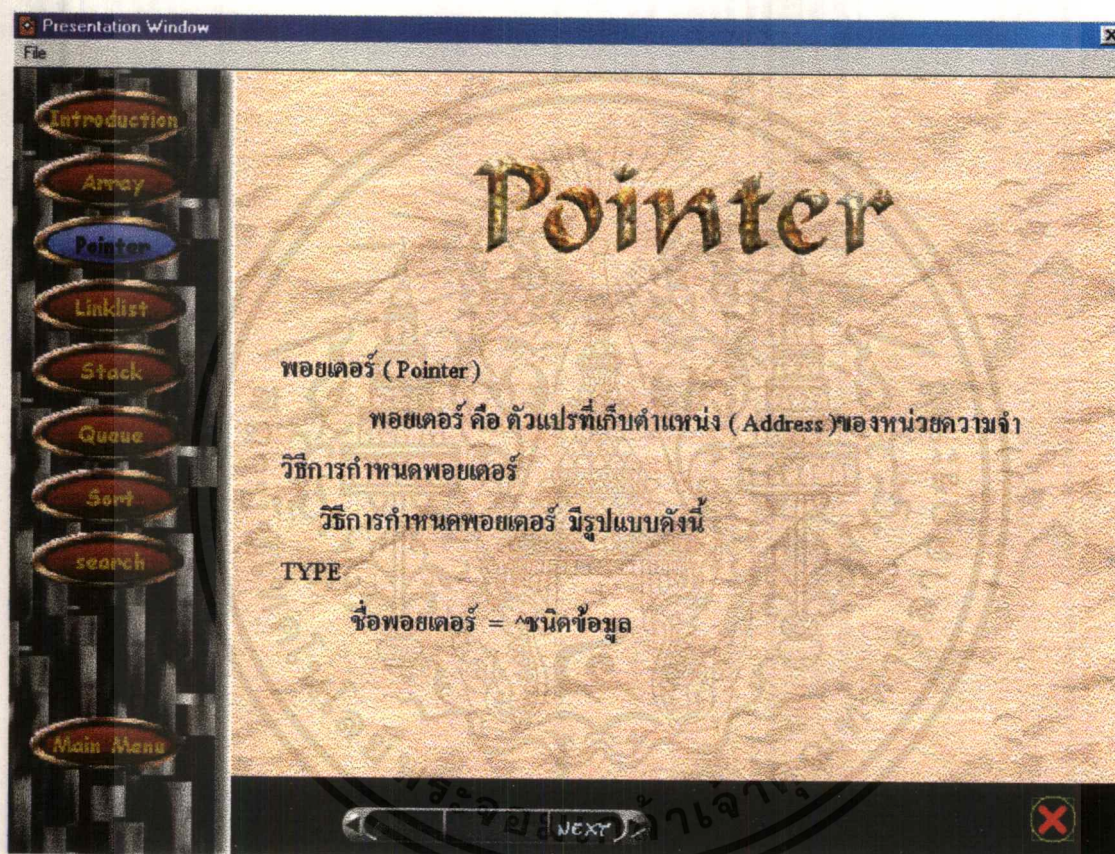 Presentation Window
File
Introduction
Array
Pointer
Linklist
Stack
Queue
Sort
search
Main Menu
Pointer
พอยเตอร์ ( Pointer )
พอยเตอร์ คือ ตัวแปรที่เก็บตำแหน่ง ( Address )ของหน่วยความจำ
วิธีการกำหนดพอยเตอร์
วิธีการกำหนดพอยเตอร์ มีรูปแบบดังนี้
TYPE
ชื่อพอยเตอร์ = ^ชนิดข้อมูล
NEXT